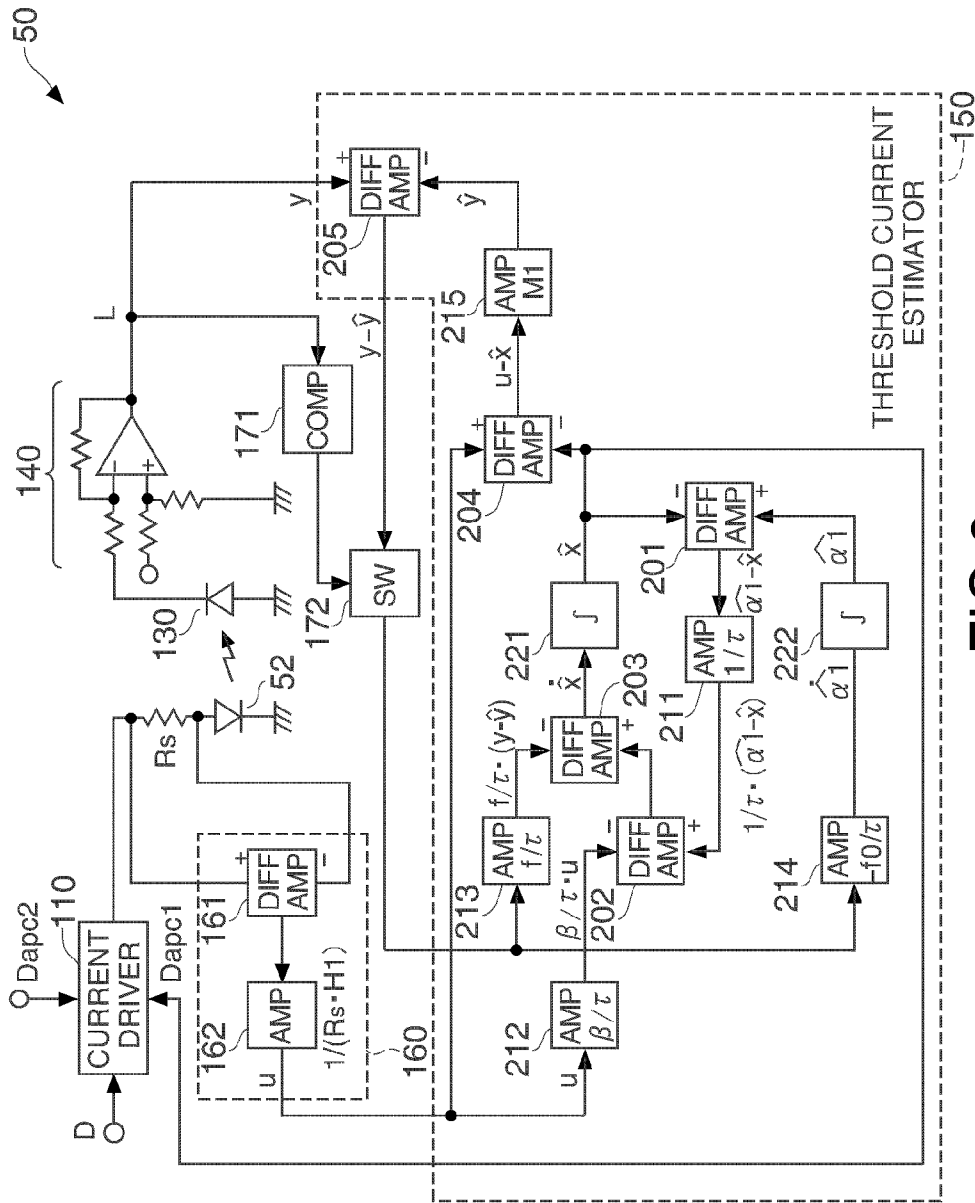 50
140
L
y
+
DIFF
AMP
−
205
ŷ
y-ŷ
AMP
M1
215
u-x̂
−
+
COMP
171
130
SW
172
52
Rs
Dapc2
110
CURRENT
DRIVER
Dapc1
D
+
DIFF
AMP
−
161
AMP
162
1/(Rs・H1)
160
u
+
DIFF
AMP
−
204
x̂
∫
221
−
DIFF
AMP
+
201
α̂1-x̂
α̂1
AMP
1/τ
211
∫
222
ẋ̂
−
DIFF
AMP
+
203
α̂̇1
f/τ・(y-ŷ)
1/τ・(α̂1-x̂)
AMP
f/τ
213
−
DIFF
AMP
+
202
AMP
-f0/τ
214
β/τ・u
AMP
β/τ
212
u
THRESHOLD CURRENT
ESTIMATOR
150